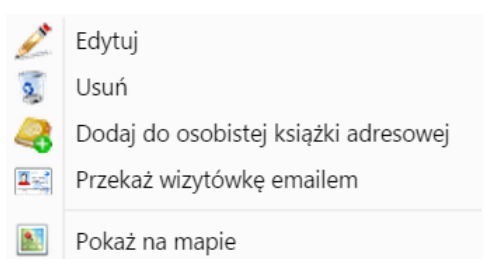 Edytuj
Usuń
Dodaj do osobistej książki adresowej
Przekaż wizytówkę emailem
Pokaż na mapie